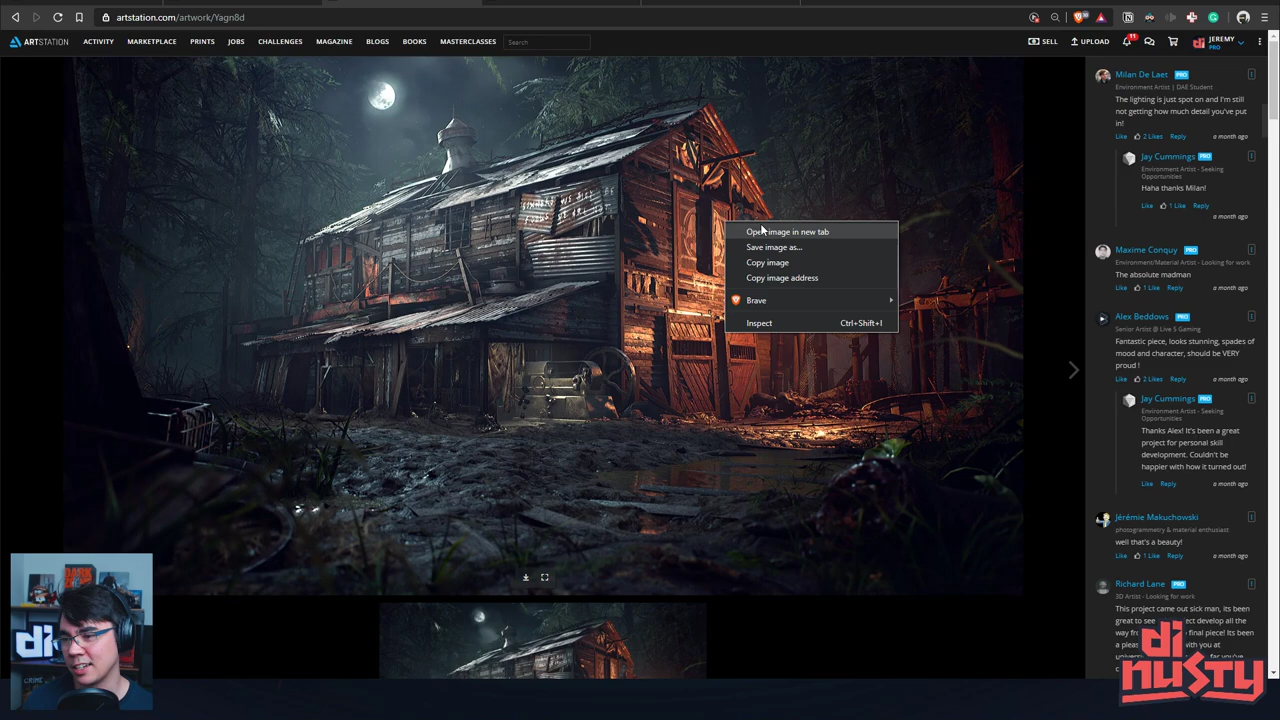 artstation.com/artwork/Yagn8d
ARTSTATION
ACTIVITY
MARKETPLACE
PRINTS
JOBS
CHALLENGES
MAGAZINE
BLOGS
BOOKS
MASTERCLASSES
Search
SELL
UPLOAD
11
JEREMY
PRO
Open image in new tab
Save image as...
Copy image
Copy image address
Brave
Inspect Ctrl+Shift+I
Milan De Laet PRO
Environment Artist | DAE Student
The lighting is just spot on and I'm still
not getting how much detail you've put
in!
Like 2 Likes Reply a month ago
Jay Cummings PRO
Environment Artist - Seeking
Opportunities
Haha thanks Milan!
Like 1 Like Reply
a month ago
Maxime Conquy PRO
Environment/Material Artist - Looking for work
The absolute madman
Like 1 Like Reply a month ago
Alex Beddows PRO
Senior Artist @ Live 5 Gaming
Fantastic piece, looks stunning, spades of
mood and character, should be VERY
proud !
Like 2 Likes Reply a month ago
Jay Cummings PRO
Environment Artist - Seeking
Opportunities
Thanks Alex! It's been a great
project for personal skill
development. Couldn't be
happier with how it turned out!
Like Reply a month ago
Jérémie Makuchowski
photogrammetry & material enthusiast
well that's a beauty!
Like 1 Like Reply a month ago
Richard Lane PRO
3D Artist - Looking for work
This project came out sick man, its been
great to see
way
di
nusty